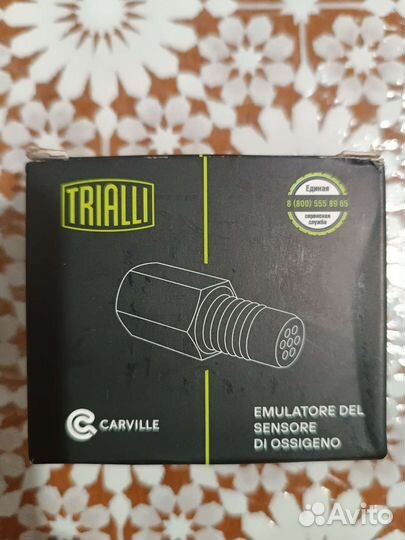 TRIALLI
Единая
8 (800) 555 89 65
сервисная
служба
CARVILLE
EMULATORE DEL
SENSORE
DI OSSIGENO
Avito